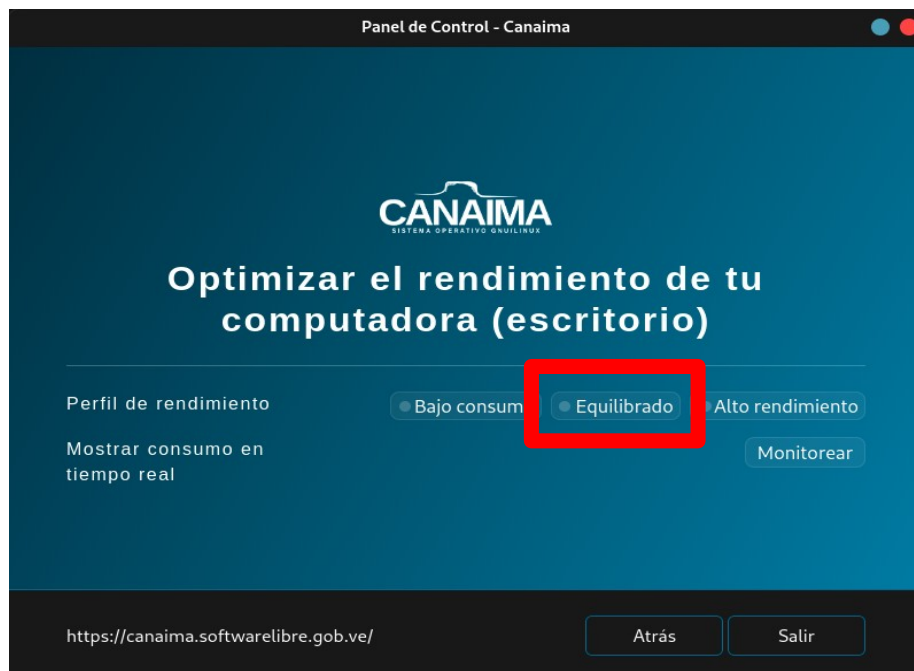 Panel de Control - Canaima
CANAIMA
SISTEMA OPERATIVO GNU/LINUX
Optimizar el rendimiento de tu
computadora (escritorio)
Perfil de rendimiento
Bajo consum
Equilibrado
Alto rendimiento
Mostrar consumo en
tiempo real
Monitorear
https://canaima.softwarelibre.gob.ve/
Atrás
Salir